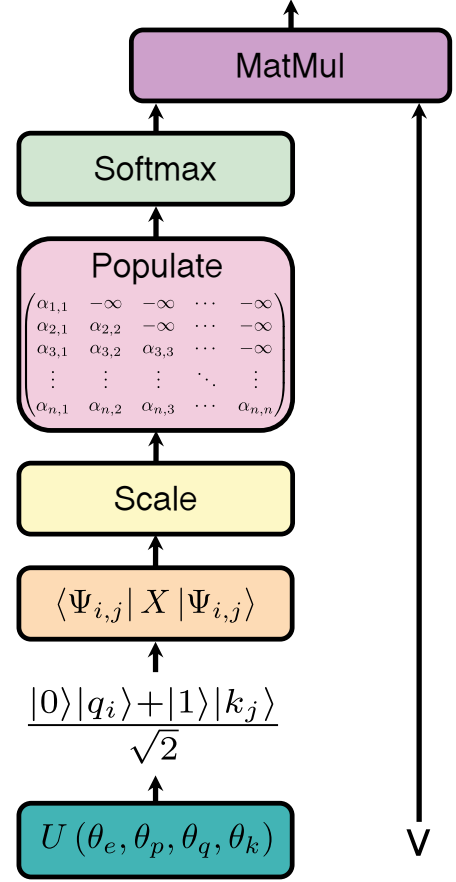 MatMul
Softmax
Populate
α₁,₁ −∞ −∞ ⋯ −∞
α₂,₁ α₂,₂ −∞ ⋯ −∞
α₃,₁ α₃,₂ α₃,₃ ⋯ −∞
⋮ ⋮ ⋮ ⋱ ⋮
αₙ,₁ αₙ,₂ αₙ,₃ ⋯ αₙ,ₙ
Scale
⟨Ψᵢ,ⱼ| X |Ψᵢ,ⱼ⟩
|0⟩|qᵢ⟩+|1⟩|kⱼ⟩
√2
U (θₑ, θₚ, θ_q, θₖ)
V